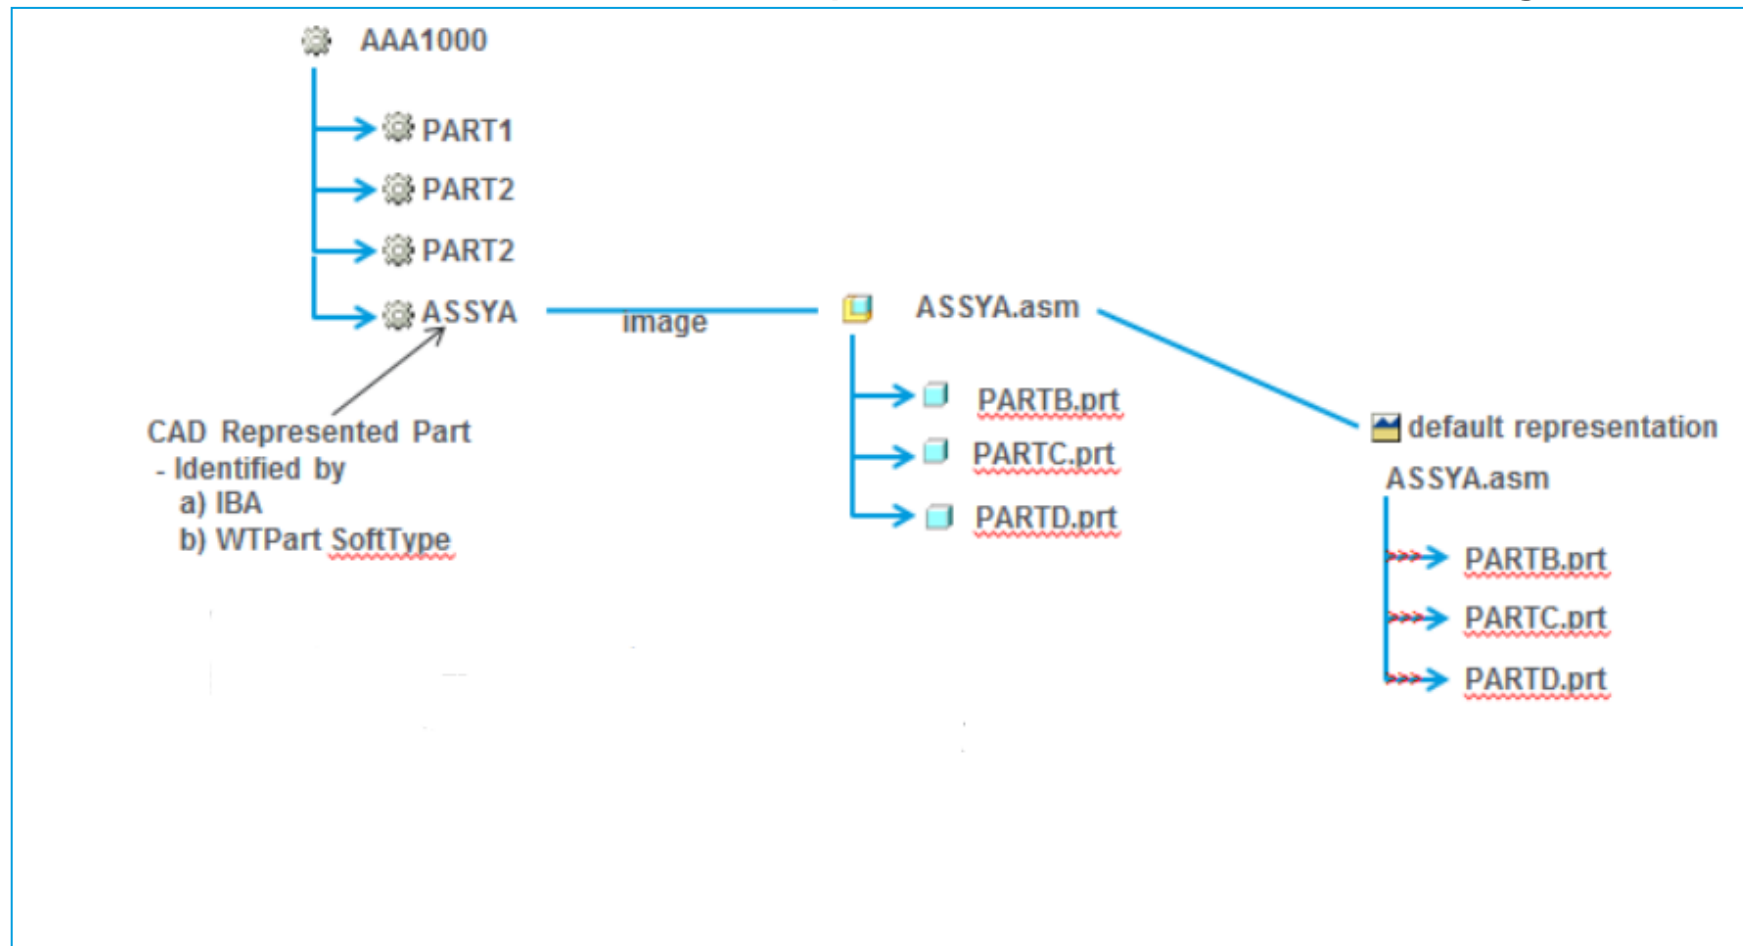 AAA1000
PART1
PART2
PART2
ASSYA
image
CAD Represented Part
- Identified by
a) IBA
b) WTPart SoftType
ASSYA.asm
PARTB.prt
PARTC.prt
PARTD.prt
default representation
ASSYA.asm
PARTB.prt
PARTC.prt
PARTD.prt